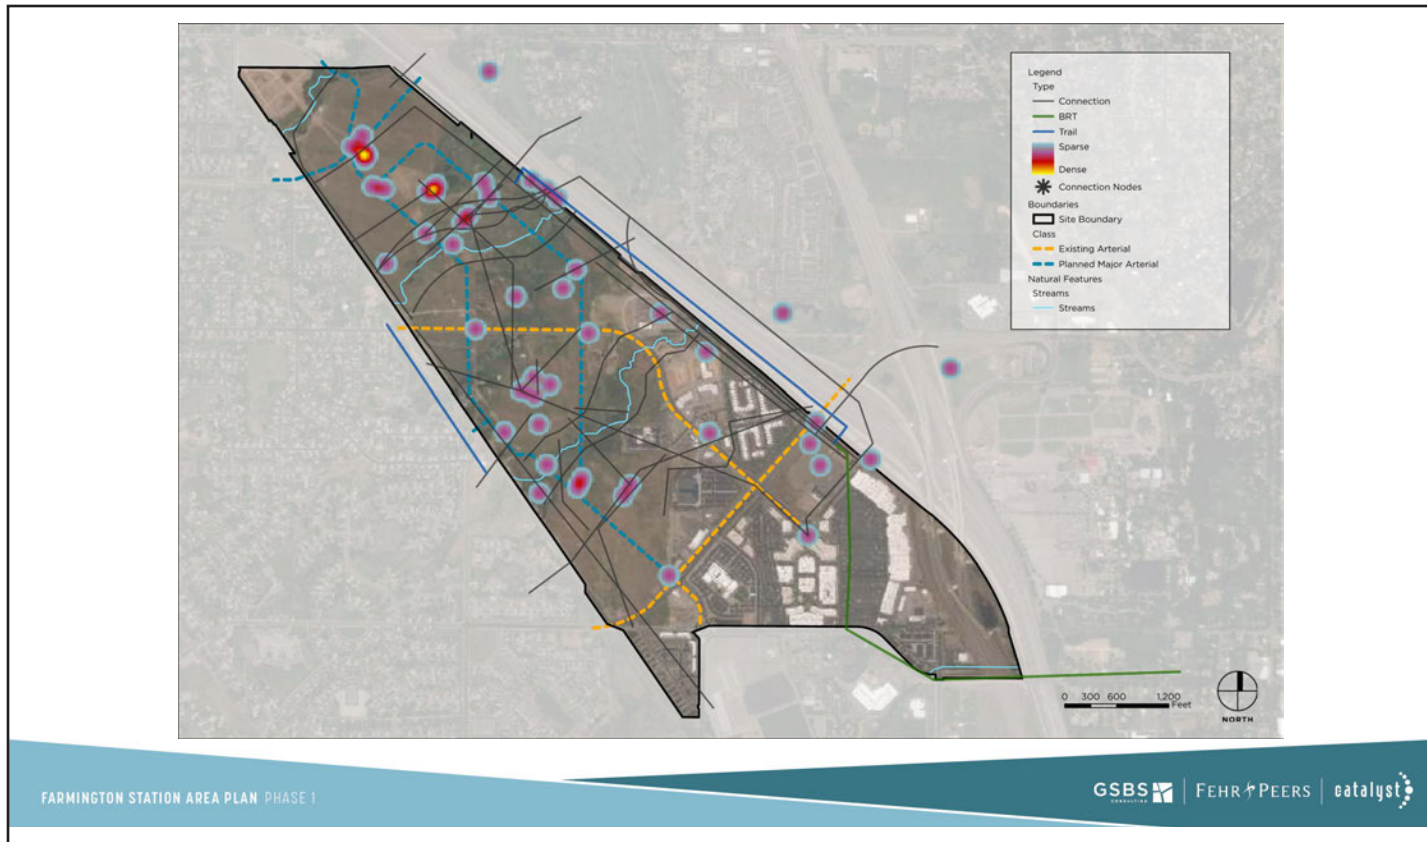 Legend
Type
Connection
BRT
Trail
Sparse
Dense
Connection Nodes
Boundaries
Site Boundary
Class
Existing Arterial
Planned Major Arterial
Natural Features
Streams
Streams
0 300 600 1,200
Feet
NORTH
FARMINGTON STATION AREA PLAN PHASE 1
GSBS CONSULTING | FEHR PEERS | catalyst